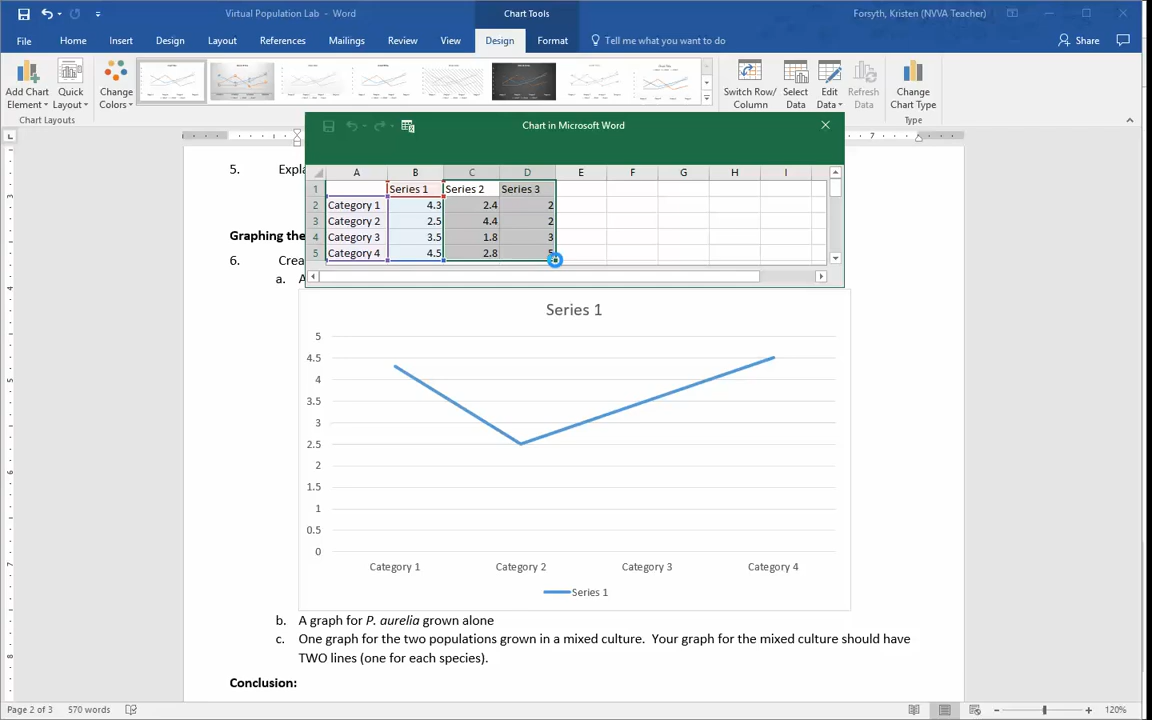 Virtual Population Lab - Word
Chart Tools
Forsyth, Kristen (NVVA Teacher)
File Home Insert Design Layout References Mailings Review View Design Format Tell me what you want to do Share
Add Chart Element
Quick Layout
Change Colors
Switch Row/ Column
Select Data
Edit Data
Refresh Data
Change Chart Type
Chart Layouts
Type
Chart in Microsoft Word
7
A B C D E F G H I
1 Series 1 Series 2 Series 3
2 Category 1 4.3 2.4 2
3 Category 2 2.5 4.4 2
4 Category 3 3.5 1.8 3
5 Category 4 4.5 2.8 5
5. Expla
Graphing the
6. Crea
a. A
Series 1
5
4.5
4
3.5
3
2.5
2
1.5
1
0.5
0
Category 1 Category 2 Category 3 Category 4
Series 1
b. A graph for P. aurelia grown alone
c. One graph for the two populations grown in a mixed culture. Your graph for the mixed culture should have
TWO lines (one for each species).
Conclusion:
Page 2 of 3 570 words 120%